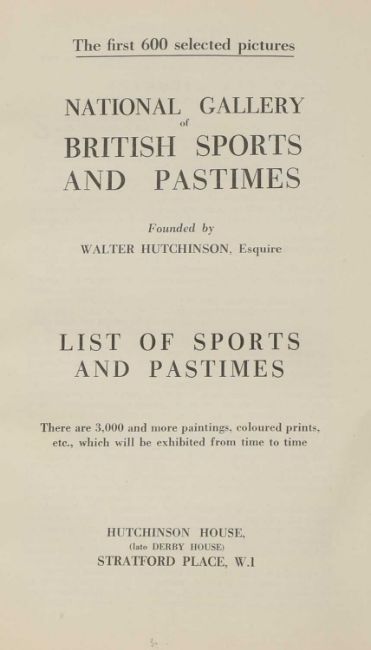 The first 600 selected pictures
NATIONAL GALLERY
of
BRITISH SPORTS
AND PASTIMES
Founded by
WALTER HUTCHINSON, Esquire
LIST OF SPORTS
AND PASTIMES
There are 3,000 and more paintings, coloured prints,
etc., which will be exhibited from time to time
HUTCHINSON HOUSE,
(late DERBY HOUSE)
STRATFORD PLACE, W.1